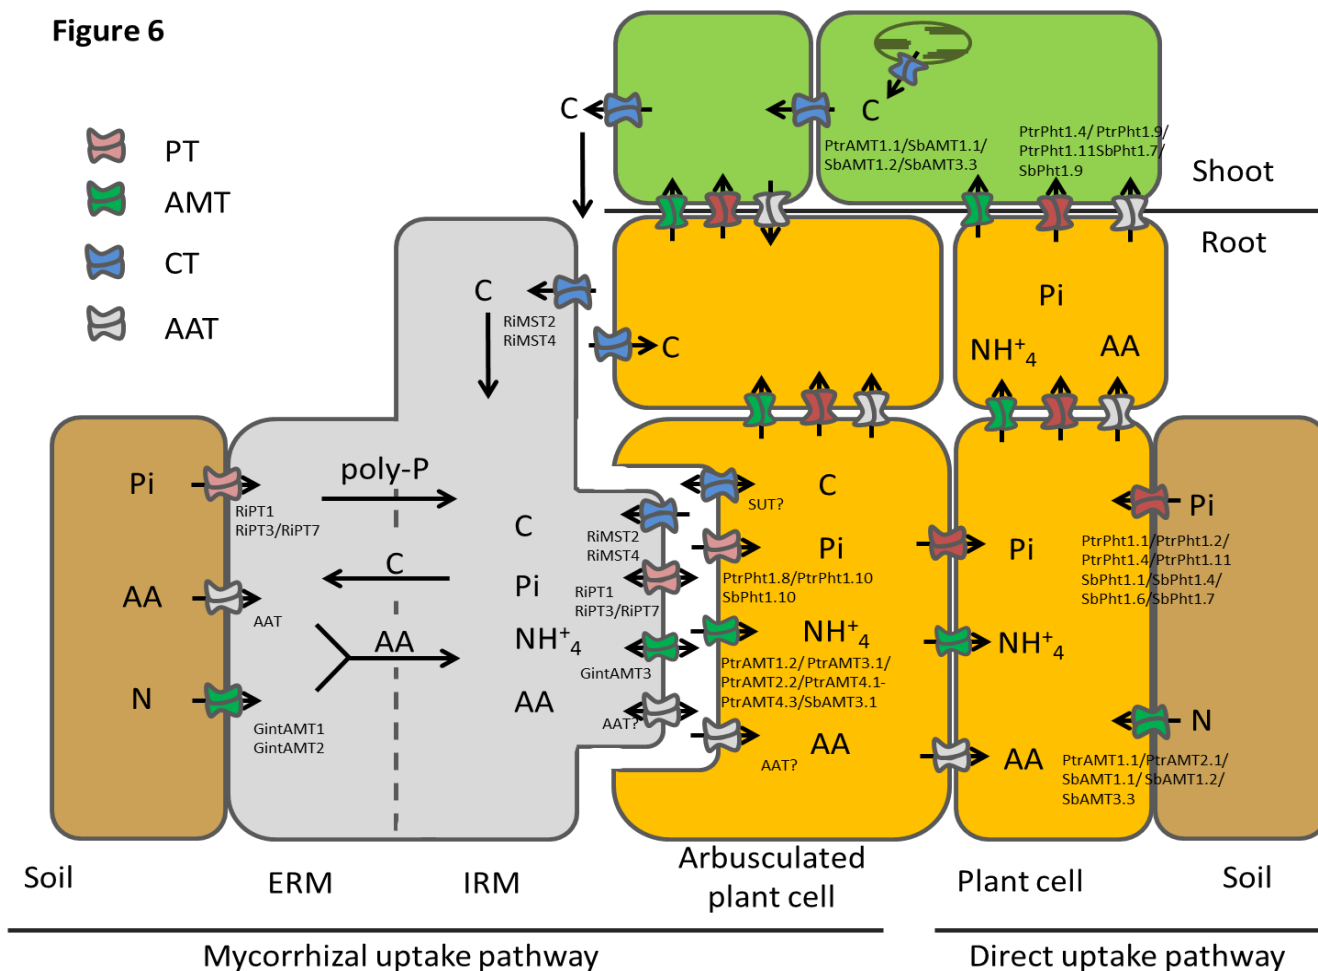 Figure 6
PT
AMT
CT
AAT
C
C
PtrAMT1.1/SbAMT1.1/
SbAMT1.2/SbAMT3.3
PtrPht1.4/ PtrPht1.9/
PtrPht1.11SbPht1.7/
SbPht1.9
Shoot
Root
C
RiMST2
RiMST4
C
Pi
NH⁺₄
AA
Pi
RiPT1
RiPT3/RiPT7
poly-P
C
AA
AAT
AA
N
GintAMT1
GintAMT2
C
Pi
NH⁺₄
AA
RiMST2
RiMST4
RiPT1
RiPT3/RiPT7
GintAMT3
AAT?
SUT?
C
Pi
PtrPht1.8/PtrPht1.10
SbPht1.10
NH⁺₄
PtrAMT1.2/ PtrAMT3.1/
PtrAMT2.2/PtrAMT4.1-
PtrAMT4.3/SbAMT3.1
AA
AAT?
Pi
NH⁺₄
AA
Pi
PtrPht1.1/PtrPht1.2/
PtrPht1.4/PtrPht1.11
SbPht1.1/SbPht1.4/
SbPht1.6/SbPht1.7
N
PtrAMT1.1/PtrAMT2.1/
SbAMT1.1/ SbAMT1.2/
SbAMT3.3
Soil
ERM
IRM
Arbusculated
plant cell
Plant cell
Soil
Mycorrhizal uptake pathway
Direct uptake pathway